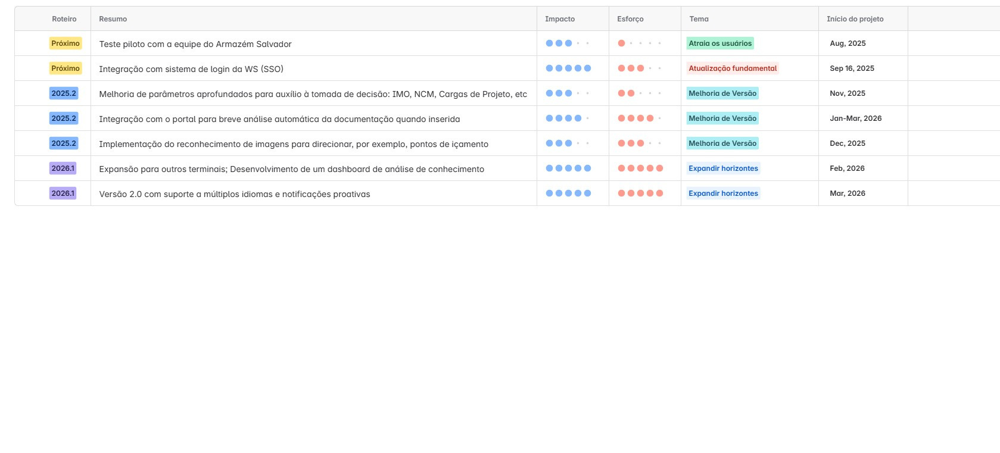 Roteiro Resumo Impacto Esforço Tema Início do projeto
Próximo Teste piloto com a equipe do Armazém Salvador Atraia os usuários Aug, 2025
Próximo Integração com sistema de login da WS (SSO) Atualização fundamental Sep 16, 2025
2025.2 Melhoria de parâmetros aprofundados para auxílio à tomada de decisão: IMO, NCM, Cargas de Projeto, etc Melhoria de Versão Nov, 2025
2025.2 Integração com o portal para breve análise automática da documentação quando inserida Melhoria de Versão Jan-Mar, 2026
2025.2 Implementação do reconhecimento de imagens para direcionar, por exemplo, pontos de içamento Melhoria de Versão Dec, 2025
2026.1 Expansão para outros terminais; Desenvolvimento de um dashboard de análise de conhecimento Expandir horizontes Feb, 2026
2026.1 Versão 2.0 com suporte a múltiplos idiomas e notificações proativas Expandir horizontes Mar, 2026